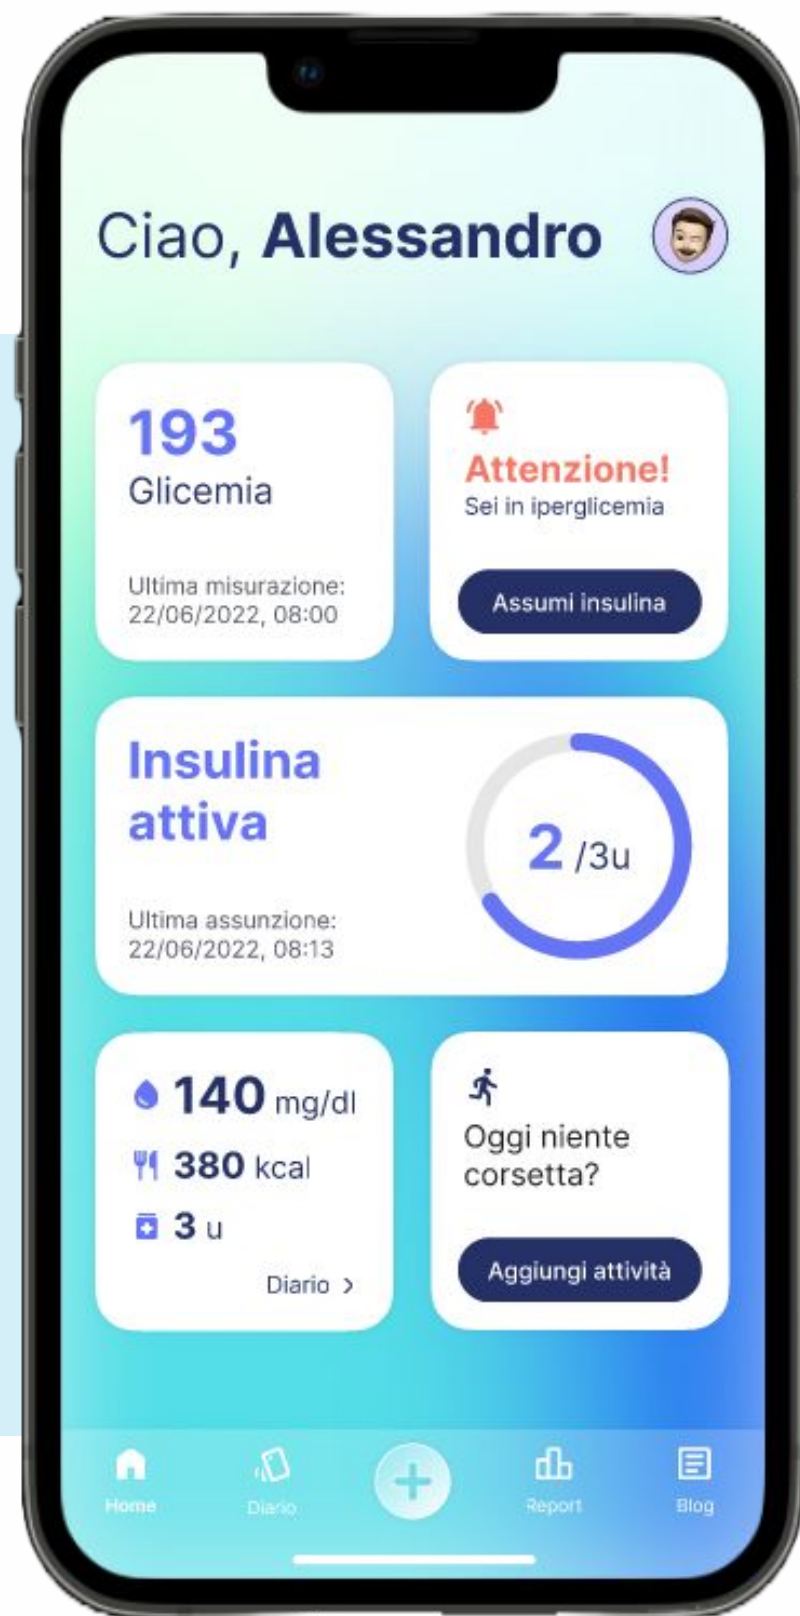 Ciao, Alessandro
193
Glicemia
Ultima misurazione:
22/06/2022, 08:00
Attenzione!
Sei in iperglicemia
Assumi insulina
Insulina
attiva
Ultima assunzione:
22/06/2022, 08:13
2 /3u
140 mg/dl
380 kcal
3 u
Diario >
Oggi niente
corsetta?
Aggiungi attività
Home
Diario
Report
Blog